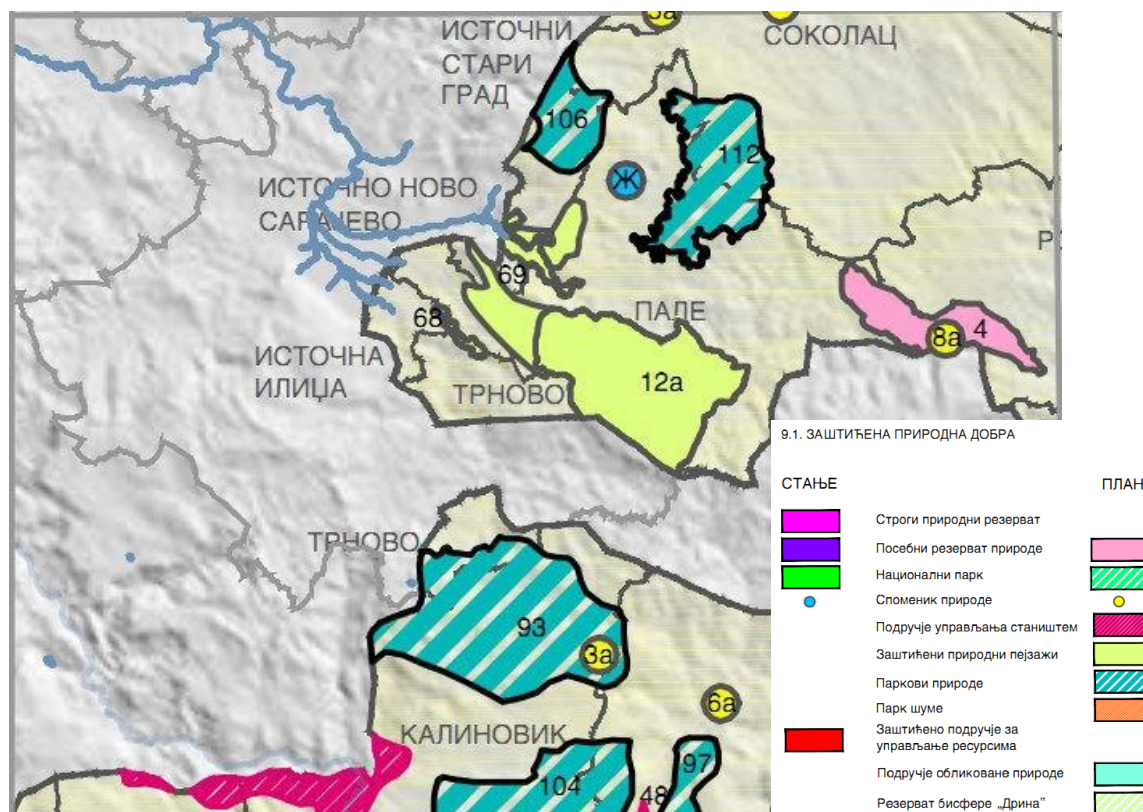 ИСТОЧНИ
СТАРИ
ГРАД
5а
СОКОЛАЦ
106
112
Ж
ИСТОЧНО НОВО
САРАЈЕВО
69
68
ПАЛЕ
4
8а
ИСТОЧНА
ИЛИЏА
ТРНОВО
12а
ТРНОВО
93
3а
6а
КАЛИНОВИК
104
97
48
9.1. ЗАШТИЋЕНА ПРИРОДНА ДОБРА
СТАЊЕ
ПЛАН
Строги природни резерват
Посебни резерват природе
Национални парк
Споменик природе
Подручје управљања стаништем
Заштићени природни пејзажи
Паркови природе
Парк шуме
Заштићено подручје за
управљање ресурсима
Подручје обликоване природе
Резерват бисфере „Дрина"